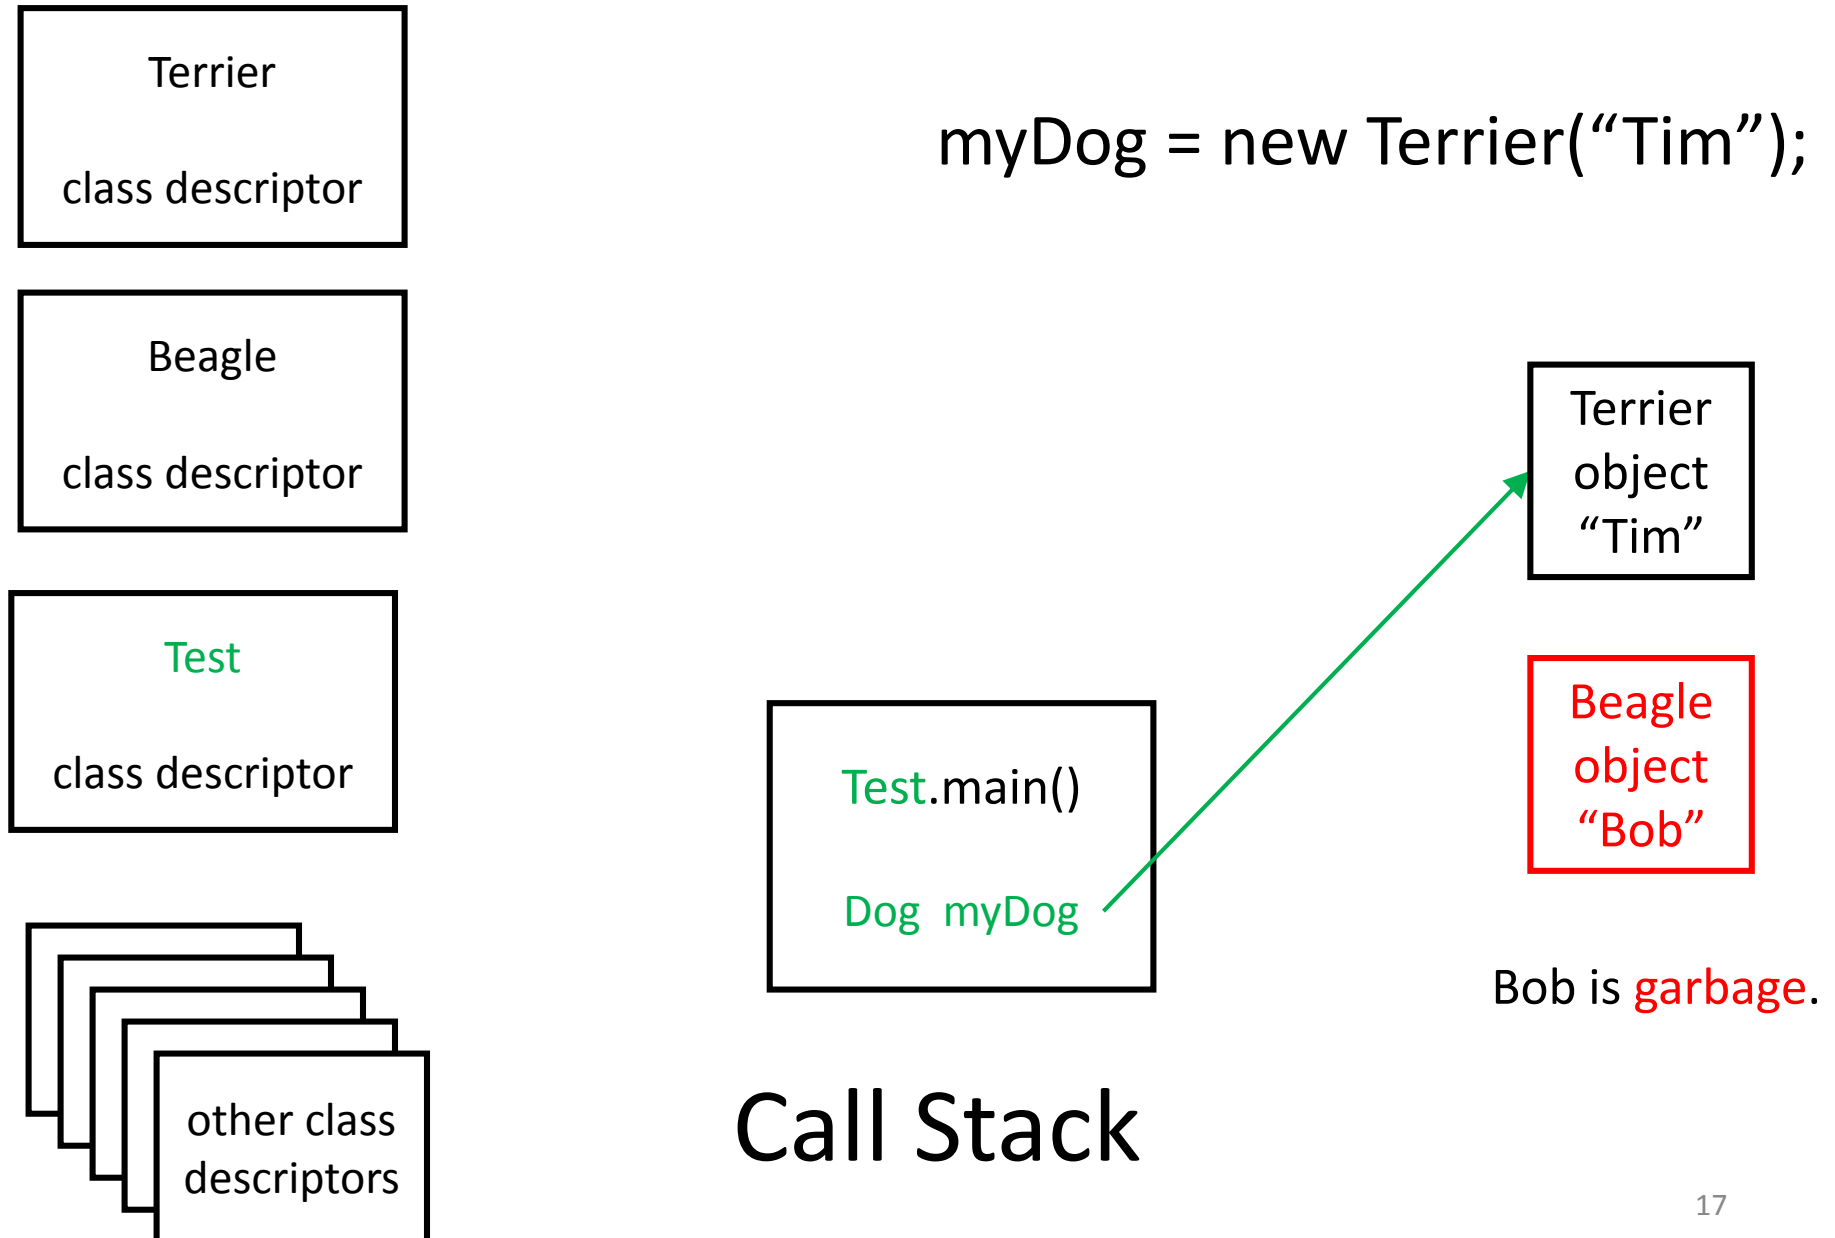 Terrier
class descriptor
myDog = new Terrier(“Tim”);
Beagle
class descriptor
Terrier
object
“Tim”
Test
class descriptor
Test.main()
Dog myDog
Beagle
object
“Bob”
Bob is garbage.
other class
descriptors
Call Stack
17